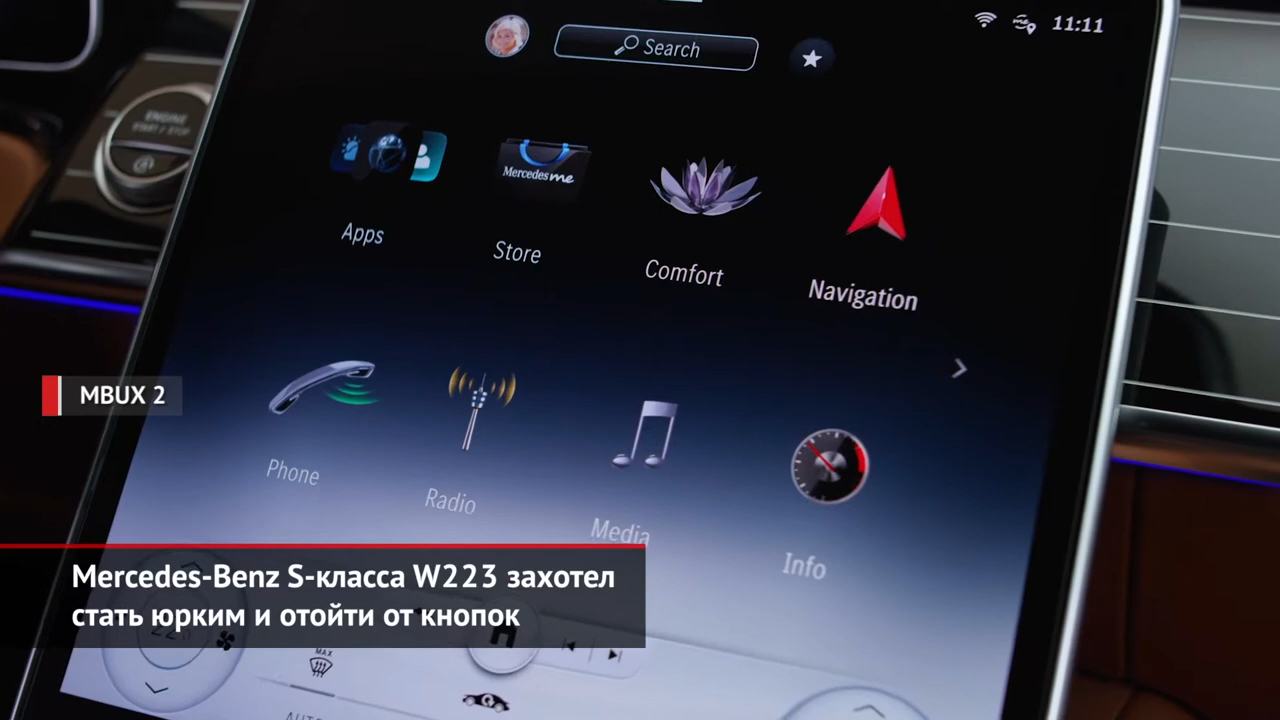 11:11
Search
ENGINE
START / STOP
Mercedes me
Apps
Store
Comfort
Navigation
MBUX 2
Phone
Radio
Media
Info
Mercedes-Benz S-класса W223 захотел
стать юрким и отойти от кнопок
MAX